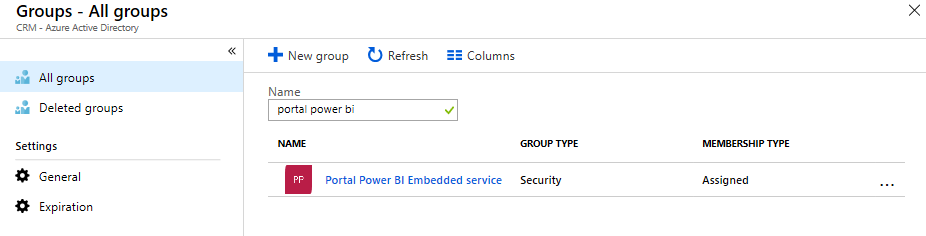 Groups - All groups
CRM - Azure Active Directory
«
All groups
Deleted groups
Settings
General
Expiration
New group Refresh Columns
Name
portal power bi
NAME GROUP TYPE MEMBERSHIP TYPE
PP Portal Power BI Embedded service Security Assigned ...